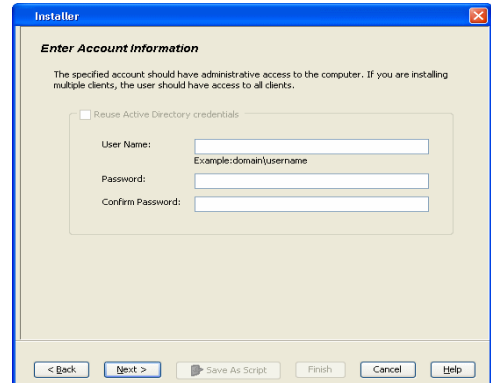 Installer
Enter Account Information
The specified account should have administrative access to the computer. If you are installing
multiple clients, the user should have access to all clients.
Reuse Active Directory credentials
User Name:
Example:domain\username
Password:
Confirm Password:
< Back
Next >
Save As Script
Finish
Cancel
Help